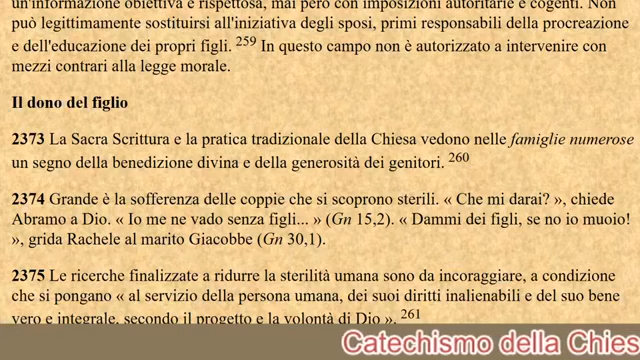 un'informazione obiettiva e rispettosa, mai però con imposizioni autoritarie e cogenti. Non
può legittimamente sostituirsi all'iniziativa degli sposi, primi responsabili della procreazione
e dell'educazione dei propri figli. 259 In questo campo non è autorizzato a intervenire con
mezzi contrari alla legge morale.
Il dono del figlio
2373 La Sacra Scrittura e la pratica tradizionale della Chiesa vedono nelle famiglie numerose
un segno della benedizione divina e della generosità dei genitori. 260
2374 Grande è la sofferenza delle coppie che si scoprono sterili. « Che mi darai? », chiede
Abramo a Dio. « Io me ne vado senza figli... » (Gn 15,2). « Dammi dei figli, se no io muoio!
», grida Rachele al marito Giacobbe (Gn 30,1).
2375 Le ricerche finalizzate a ridurre la sterilità umana sono da incoraggiare, a condizione
che si pongano « al servizio della persona umana, dei suoi diritti inalienabili e del suo bene
vero e integrale, secondo il progetto e la volontà di Dio ». 261
Catechismo della Chies